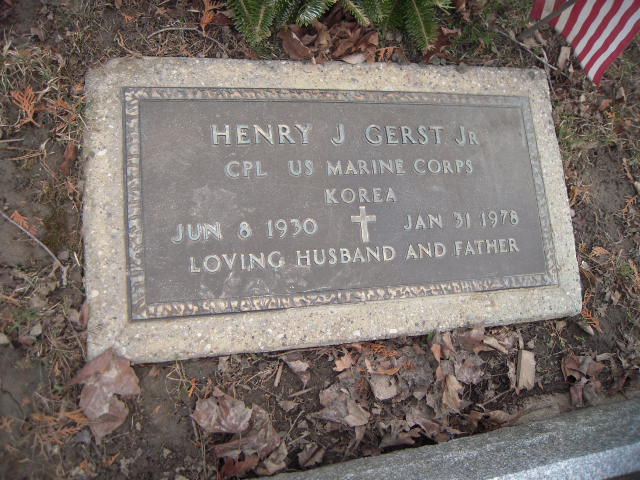 HENRY J GERST JR
CPL US MARINE CORPS
KOREA
JUN 8 1930 JAN 31 1978
LOVING HUSBAND AND FATHER